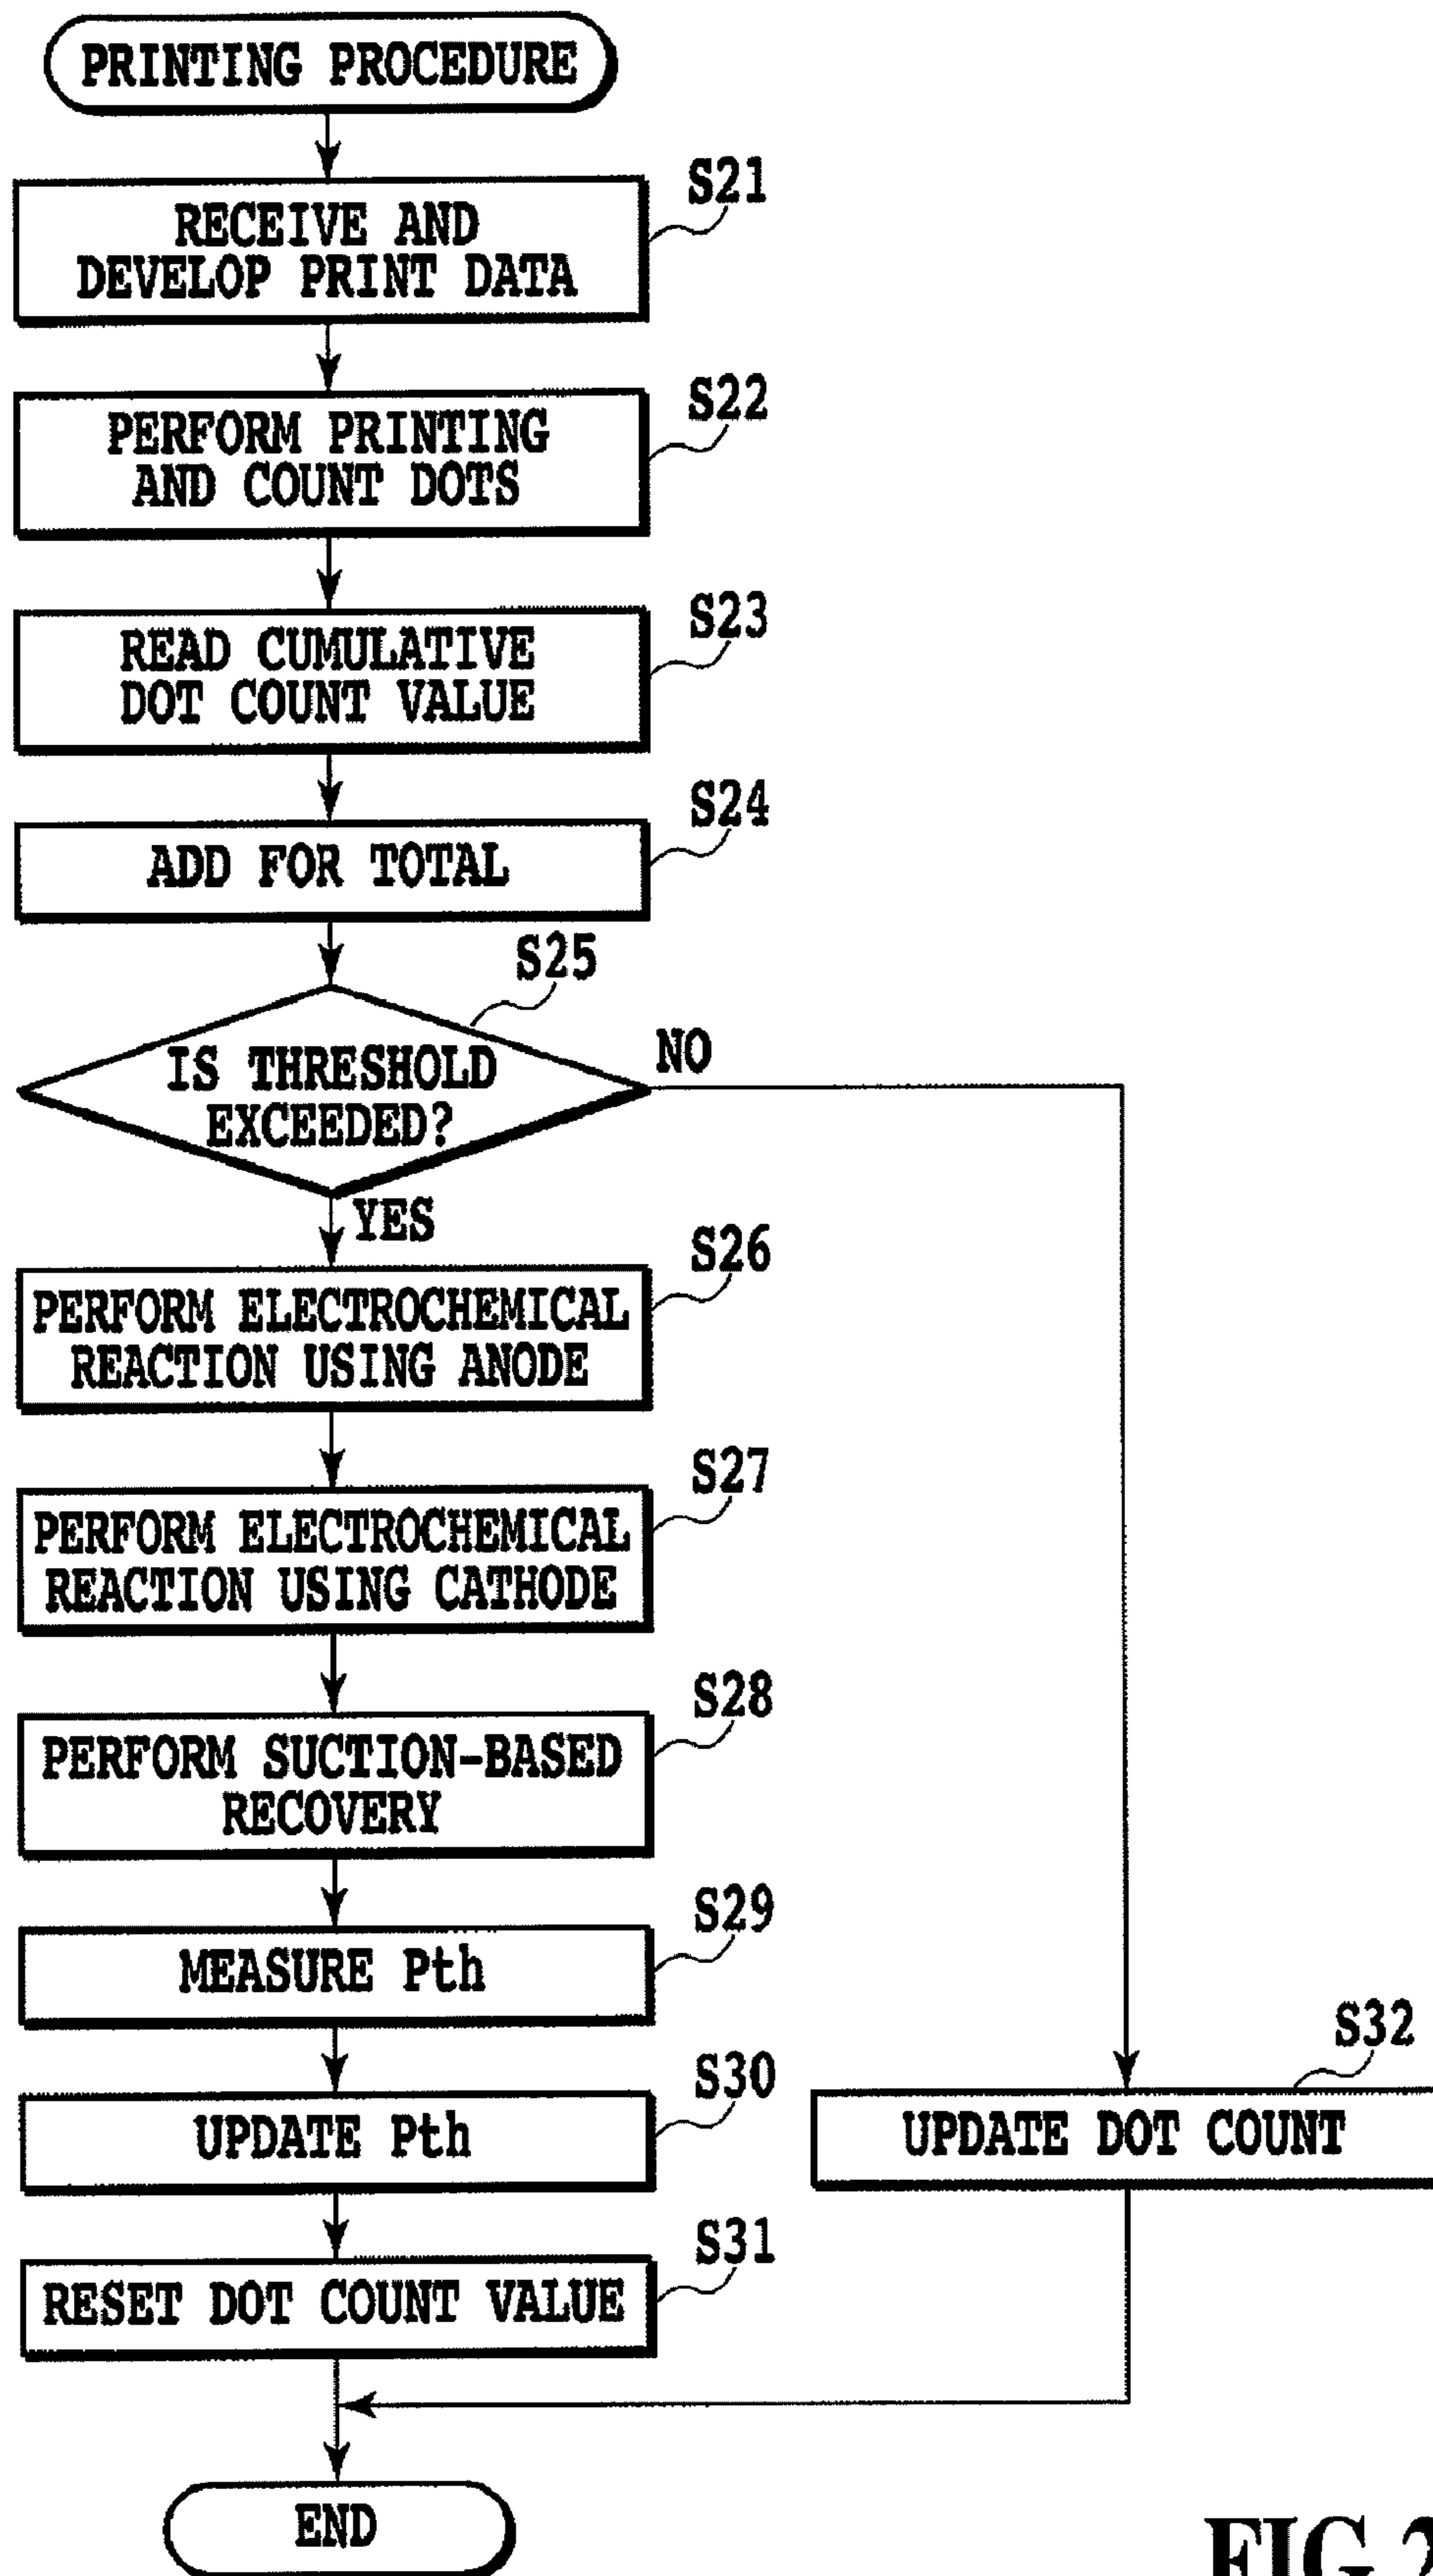 PRINTING PROCEDURE
S21
RECEIVE AND
DEVELOP PRINT DATA
S22
PERFORM PRINTING
AND COUNT DOTS
S23
READ CUMULATIVE
DOT COUNT VALUE
S24
ADD FOR TOTAL
S25
IS THRESHOLD
EXCEEDED?
NO
YES
S26
PERFORM ELECTROCHEMICAL
REACTION USING ANODE
S27
PERFORM ELECTROCHEMICAL
REACTION USING CATHODE
S28
PERFORM SUCTION-BASED
RECOVERY
S29
MEASURE Pth
S30
UPDATE Pth
S32
UPDATE DOT COUNT
S31
RESET DOT COUNT VALUE
END
FIG.2